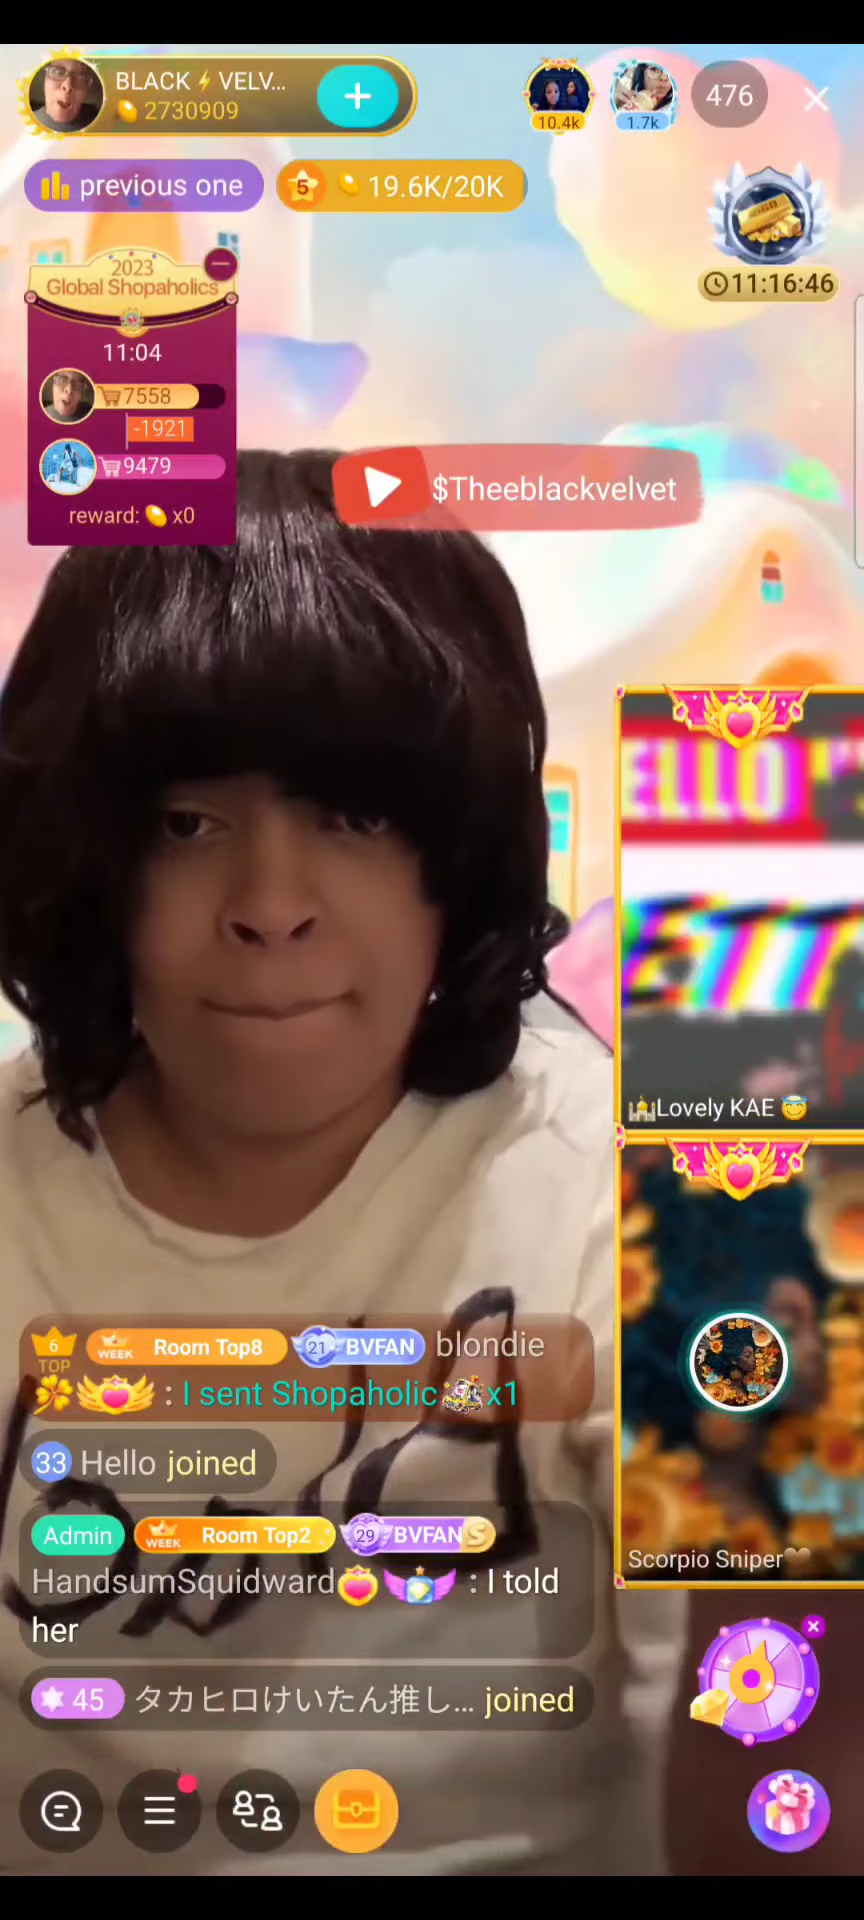 BLACK⚡VELV...
2730909
10.4k
1.7k
476
previous one
5
19.6K/20K
11:16:46
2023
Global Shopaholics
11:04
7558
-1921
9479
reward: x0
$Theeblackvelvet
ELLO
Lovely KAE 😇
6 TOP WEEK Room Top8 21 BVFAN blondie
: I sent Shopaholic x1
33 Hello joined
Admin WEEK Room Top2 29 BVFAN S
HandsumSquidward : I told
her
45 タカヒロけいたん推し... joined
Scorpio Sniper🤎